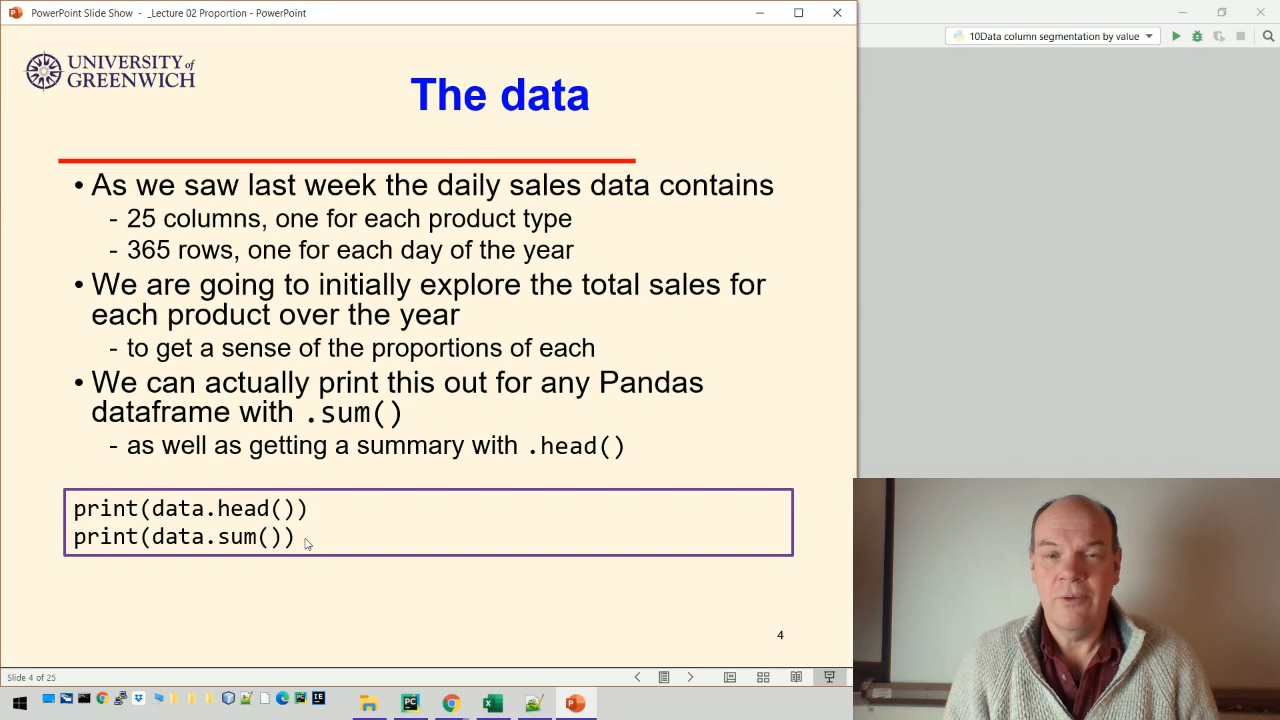 PowerPoint Slide Show - _Lecture 02 Proportion - PowerPoint
10Data column segmentation by value
UNIVERSITY of
GREENWICH
The data
• As we saw last week the daily sales data contains
- 25 columns, one for each product type
- 365 rows, one for each day of the year
• We are going to initially explore the total sales for
each product over the year
- to get a sense of the proportions of each
• We can actually print this out for any Pandas
dataframe with .sum()
- as well as getting a summary with .head()
print(data.head())
print(data.sum())
4
Slide 4 of 25